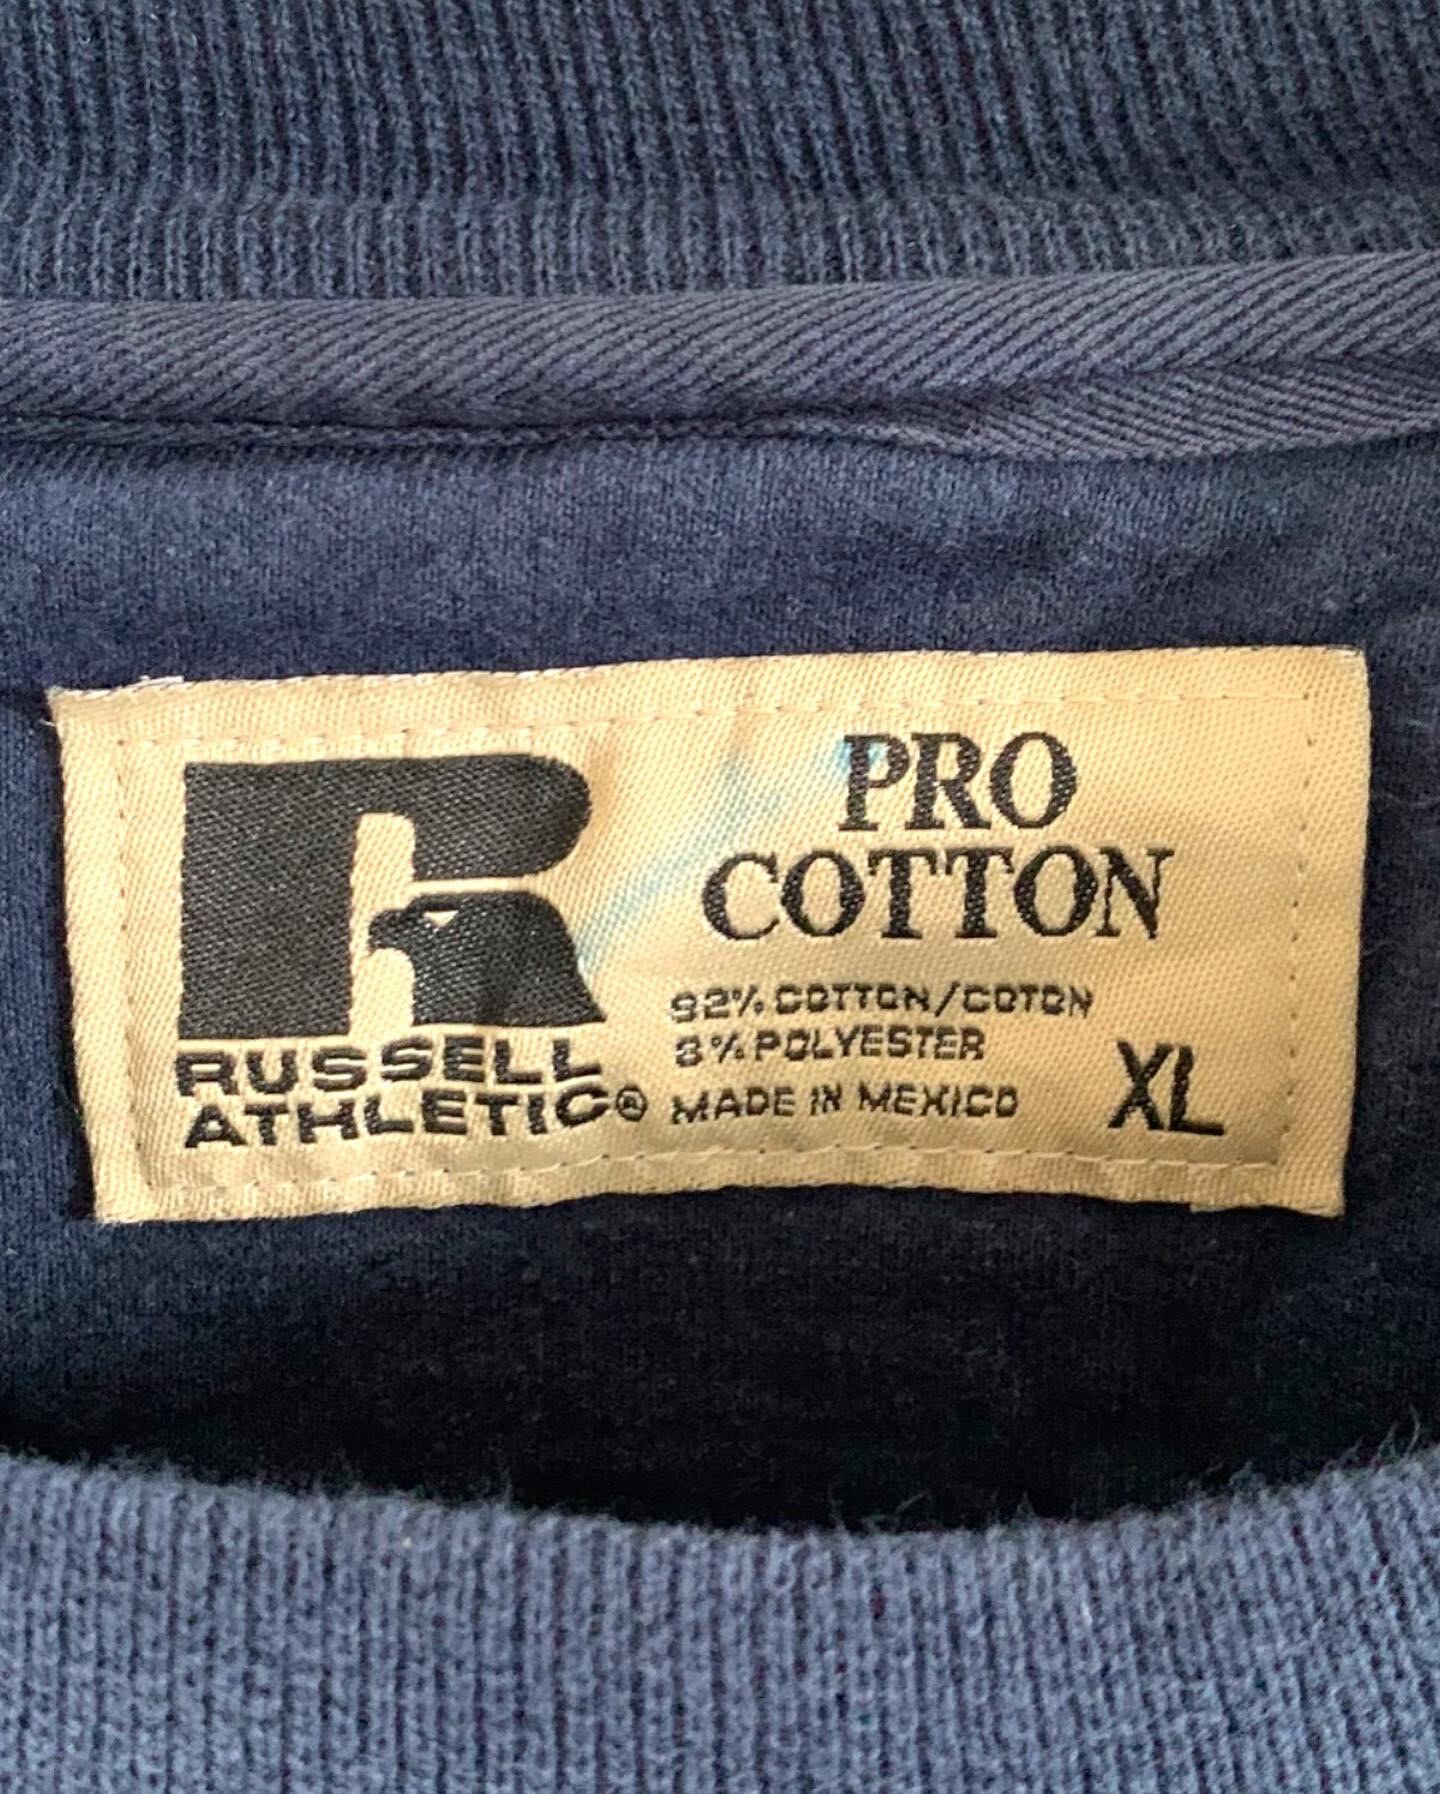 PRO
COTTON
92% COTTON/COTON
8% POLYESTER
MADE IN MEXICO
XL
R
RUSSELL
ATHLETIC®